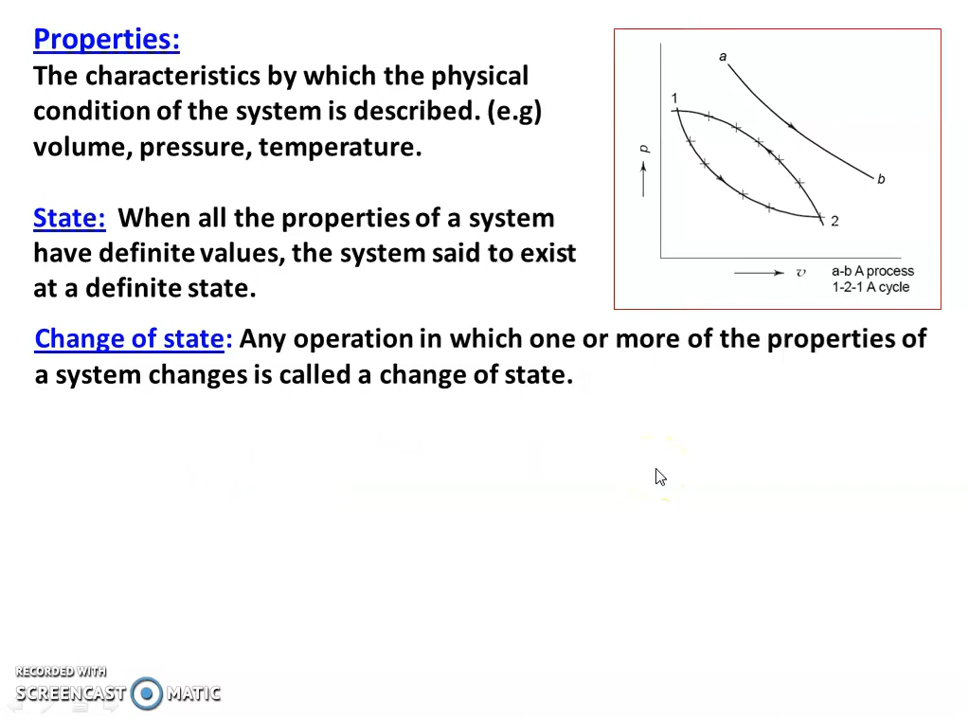 Properties:
The characteristics by which the physical
condition of the system is described. (e.g)
volume, pressure, temperature.
State: When all the properties of a system
have definite values, the system said to exist
at a definite state.
a
1
p
b
2
v
a-b A process
1-2-1 A cycle
Change of state: Any operation in which one or more of the properties of
a system changes is called a change of state.
RECORDED WITH
SCREENCAST MATIC